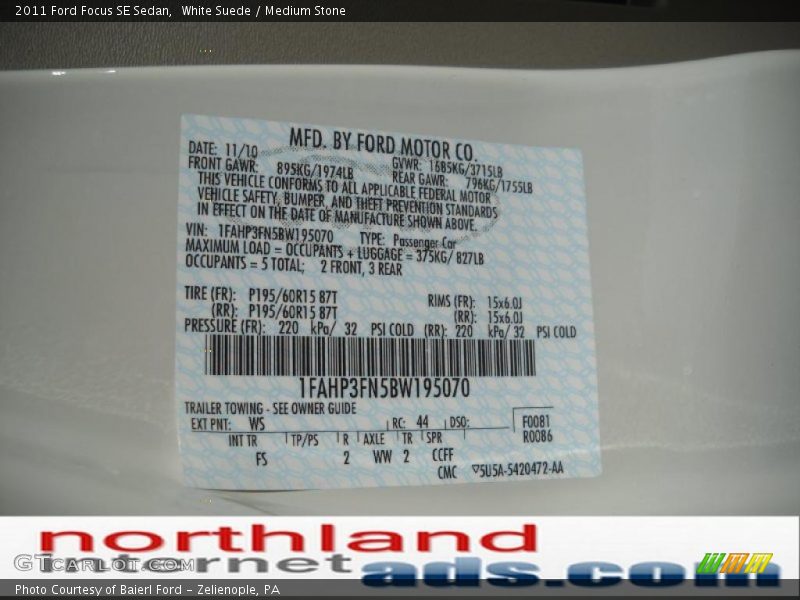 2011 Ford Focus SE Sedan,  White Suede / Medium Stone
MFD. BY FORD MOTOR CO.
DATE: 11/10 GVWR: 1685KG/3715LB
FRONT GAWR: 895KG/1974LB REAR GAWR: 796KG/1755LB
THIS VEHICLE CONFORMS TO ALL APPLICABLE FEDERAL MOTOR
VEHICLE SAFETY, BUMPER, AND THEFT PREVENTION STANDARDS
IN EFFECT ON THE DATE OF MANUFACTURE SHOWN ABOVE.
VIN: 1FAHP3FN5BW195070 TYPE: Passenger Car
MAXIMUM LOAD = OCCUPANTS + LUGGAGE = 375KG/ 827LB
OCCUPANTS = 5 TOTAL; 2 FRONT, 3 REAR
TIRE (FR): P195/60R15 87T RIMS (FR): 15x6.0J
(RR): P195/60R15 87T (RR): 15x6.0J
PRESSURE (FR): 220 kPa/ 32 PSI COLD (RR): 220 kPa/ 32 PSI COLD
1FAHP3FN5BW195070
TRAILER TOWING - SEE OWNER GUIDE
EXT PNT: WS RC: 44 DSO: F0081
INT TR TP/PS R AXLE TR SPR R0086
FS 2 WW 2 CCFF
CMC 5U5A-5420472-AA
northland
internet
ads.com
GTCARLOT.COM
Photo Courtesy of Baierl Ford – Zelienople, PA